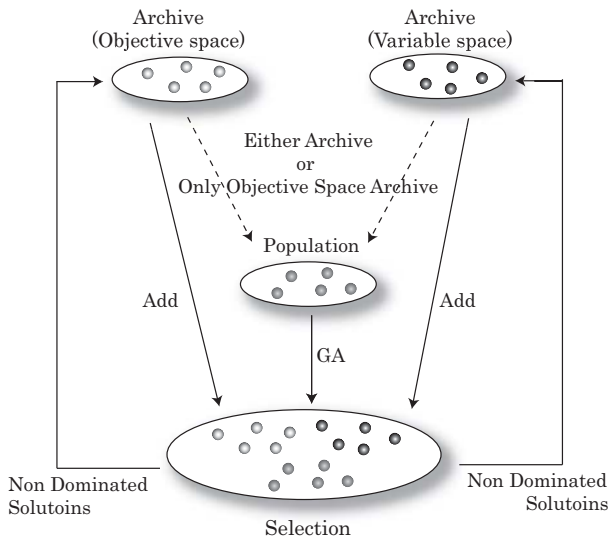 Archive
(Objective space)
Archive
(Variable space)
Either Archive
or
Only Objective Space Archive
Population
Add
Add
GA
Non Dominated
Solutoins
Non Dominated
Solutoins
Selection